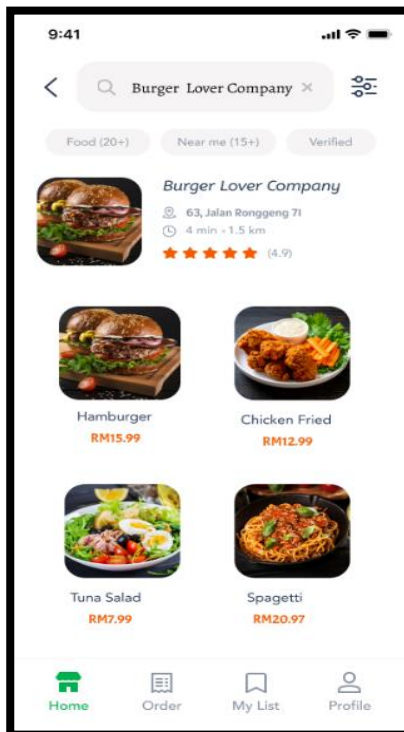 9:41
Burger Lover Company ×
Food (20+) Near me (15+) Verified
Burger Lover Company
63, Jalan Ronggeng 71
4 min • 1.5 km
(4.9)
Hamburger
RM15.99
Chicken Fried
RM12.99
Tuna Salad
RM7.99
Spagetti
RM20.97
Home Order My List Profile